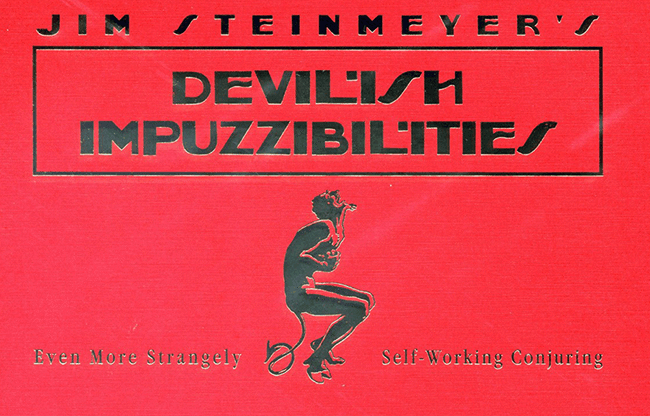 JIM STEINMEYER'S
DEVILISH
IMPUZZIBILITIES
Even More Strangely Self-Working Conjuring